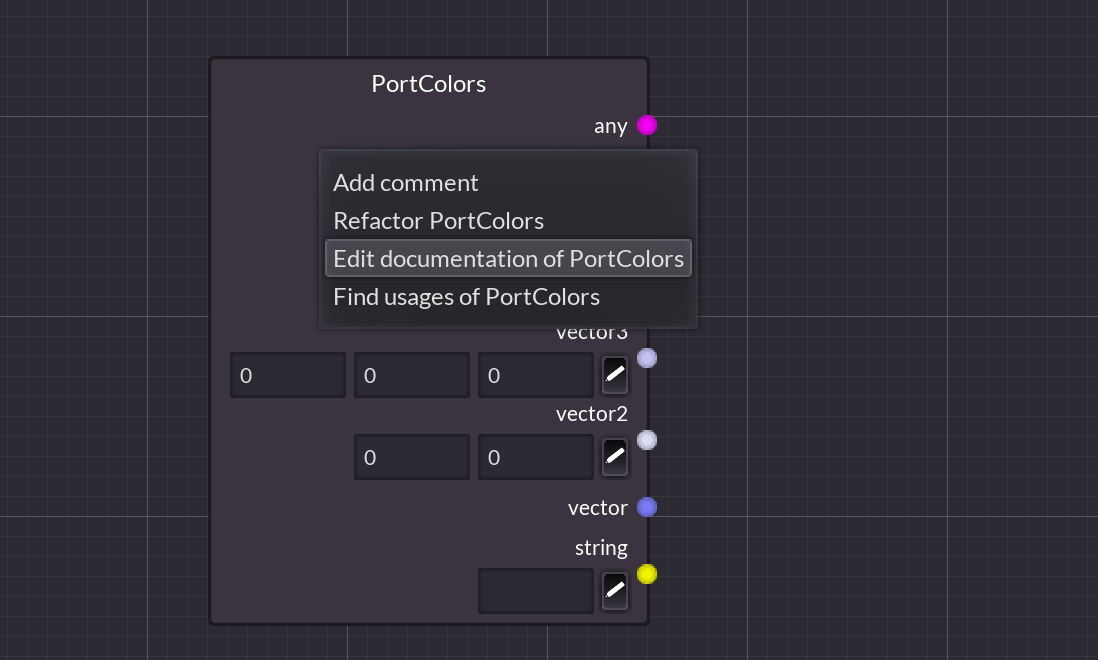 PortColors
any
Add comment
Refactor PortColors
Edit documentation of PortColors
Find usages of PortColors
vector3
0 0 0
vector2
0 0
vector
string